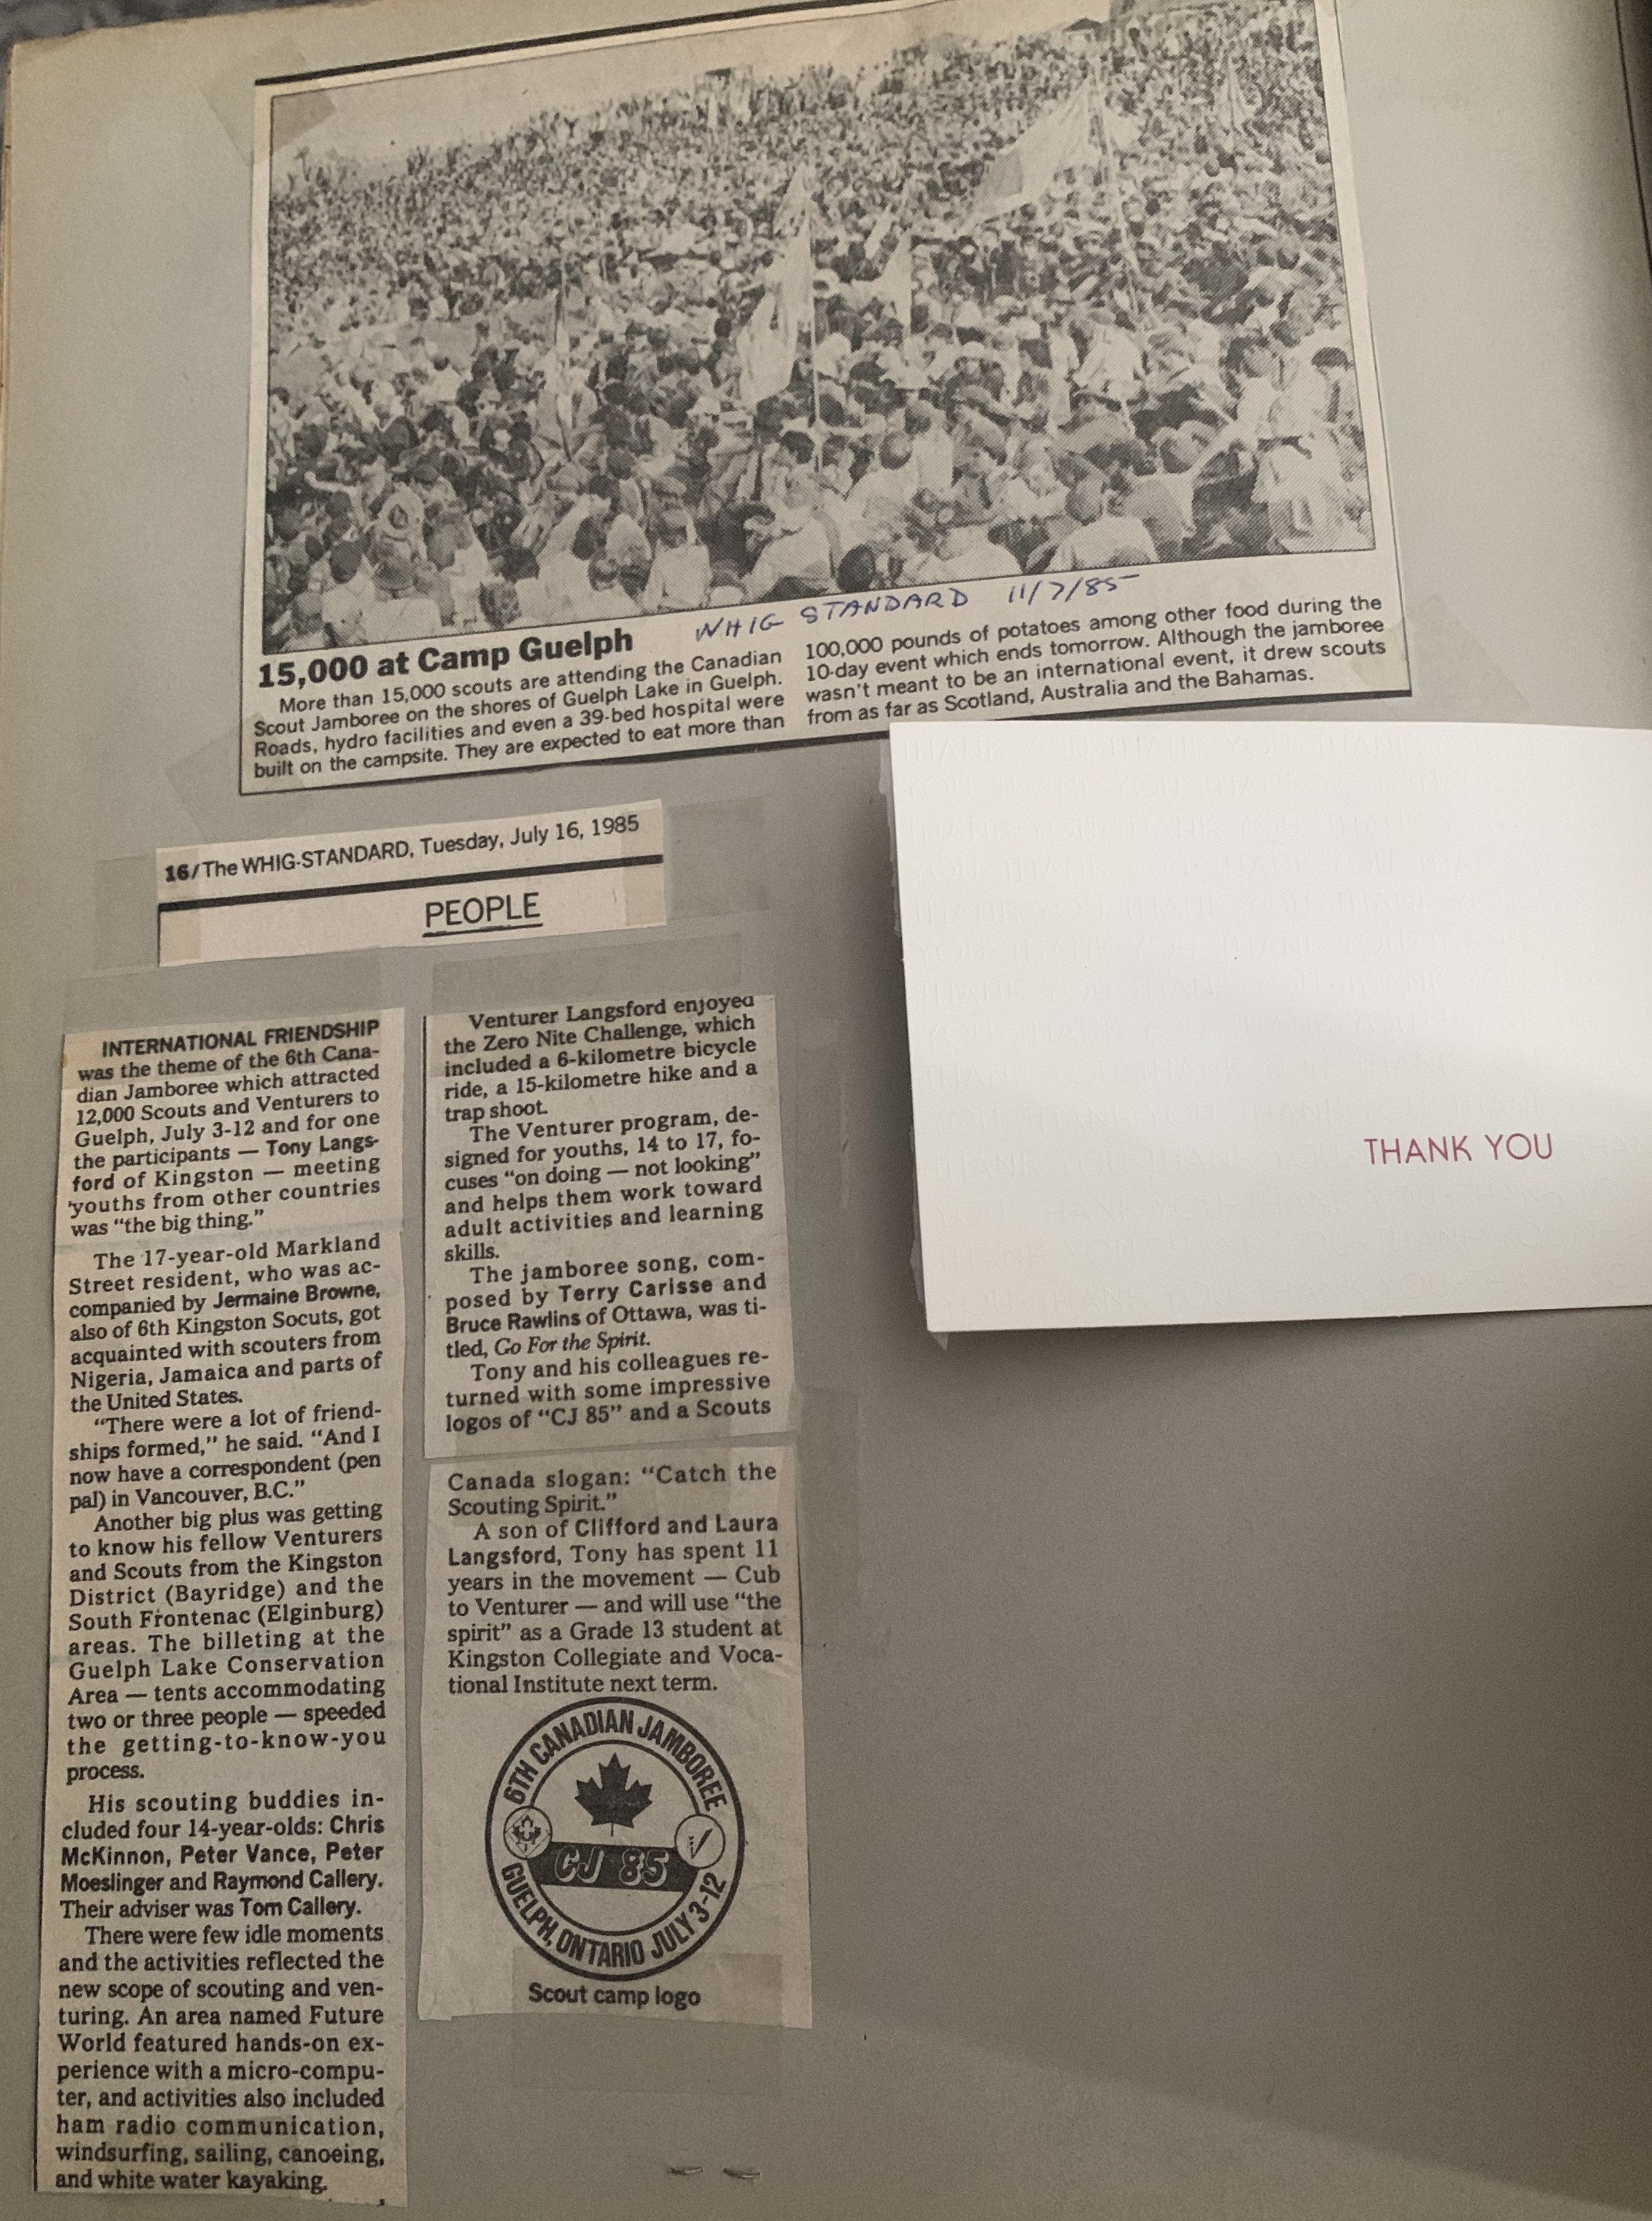 WHIG STANDARD 11/7/85
15,000 at Camp Guelph
More than 15,000 scouts are attending the Canadian
Scout Jamboree on the shores of Guelph Lake in Guelph.
Roads, hydro facilities and even a 39-bed hospital were
built on the campsite. They are expected to eat more than
100,000 pounds of potatoes among other food during the
10-day event which ends tomorrow. Although the jamboree
wasn't meant to be an international event, it drew scouts
from as far as Scotland, Australia and the Bahamas.
16/The WHIG-STANDARD, Tuesday, July 16, 1985
PEOPLE
INTERNATIONAL FRIENDSHIP
was the theme of the 6th Cana-
dian Jamboree which attracted
12,000 Scouts and Venturers to
Guelph, July 3-12 and for one
the participants — Tony Langs-
ford of Kingston — meeting
youths from other countries
was "the big thing."
The 17-year-old Markland
Street resident, who was ac-
companied by Jermaine Browne,
also of 6th Kingston Socuts, got
acquainted with scouters from
Nigeria, Jamaica and parts of
the United States.
"There were a lot of friend-
ships formed," he said. "And I
now have a correspondent (pen
pal) in Vancouver, B.C."
Another big plus was getting
to know his fellow Venturers
and Scouts from the Kingston
District (Bayridge) and the
South Frontenac (Elginburg)
areas. The billeting at the
Guelph Lake Conservation
Area — tents accommodating
two or three people — speeded
the getting-to-know-you
process.
His scouting buddies in-
cluded four 14-year-olds: Chris
McKinnon, Peter Vance, Peter
Moeslinger and Raymond Callery.
Their adviser was Tom Callery.
There were few idle moments
and the activities reflected the
new scope of scouting and ven-
turing. An area named Future
World featured hands-on ex-
perience with a micro-compu-
ter, and activities also included
ham radio communication,
windsurfing, sailing, canoeing,
and white water kayaking.
Venturer Langsford enjoyed
the Zero Nite Challenge, which
included a 6-kilometre bicycle
ride, a 15-kilometre hike and a
trap shoot.
The Venturer program, de-
signed for youths, 14 to 17, fo-
cuses "on doing — not looking"
and helps them work toward
adult activities and learning
skills.
The jamboree song, com-
posed by Terry Carisse and
Bruce Rawlins of Ottawa, was ti-
tled, Go For the Spirit.
Tony and his colleagues re-
turned with some impressive
logos of "CJ 85" and a Scouts
Canada slogan: "Catch the
Scouting Spirit."
A son of Clifford and Laura
Langsford, Tony has spent 11
years in the movement — Cub
to Venturer — and will use "the
spirit" as a Grade 13 student at
Kingston Collegiate and Voca-
tional Institute next term.
6TH CANADIAN JAMBOREE
CJ 85
GUELPH, ONTARIO JULY 3-12
Scout camp logo
THANK YOU